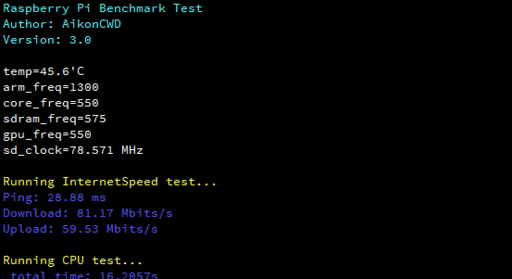 Raspberry Pi Benchmark Test
Author: AikonCWD
Version: 3.0
temp=45.6'C
arm_freq=1300
core_freq=550
sdram_freq=575
gpu_freq=550
sd_clock=78.571 MHz
Running InternetSpeed test...
Ping: 28.88 ms
Download: 81.17 Mbits/s
Upload: 59.53 Mbits/s
Running CPU test...
total time: 16.2057s